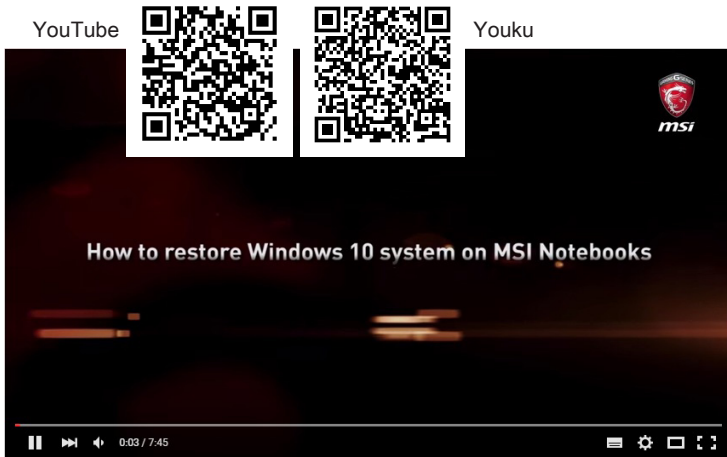 YouTube
Youku
msi
How to restore Windows 10 system on MSI Notebooks
0:03 / 7:45